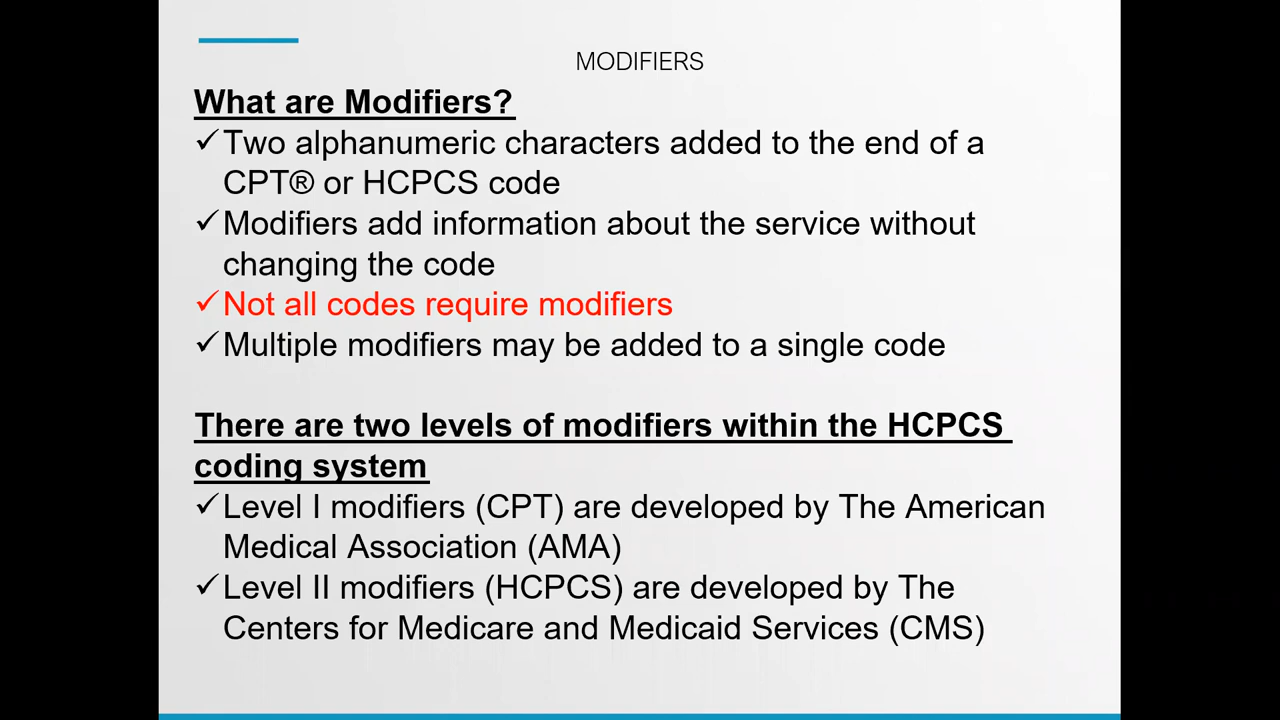 MODIFIERS
What are Modifiers?
✓Two alphanumeric characters added to the end of a
CPT® or HCPCS code
✓Modifiers add information about the service without
changing the code
✓Not all codes require modifiers
✓Multiple modifiers may be added to a single code
There are two levels of modifiers within the HCPCS
coding system
✓Level I modifiers (CPT) are developed by The American
Medical Association (AMA)
✓Level II modifiers (HCPCS) are developed by The
Centers for Medicare and Medicaid Services (CMS)